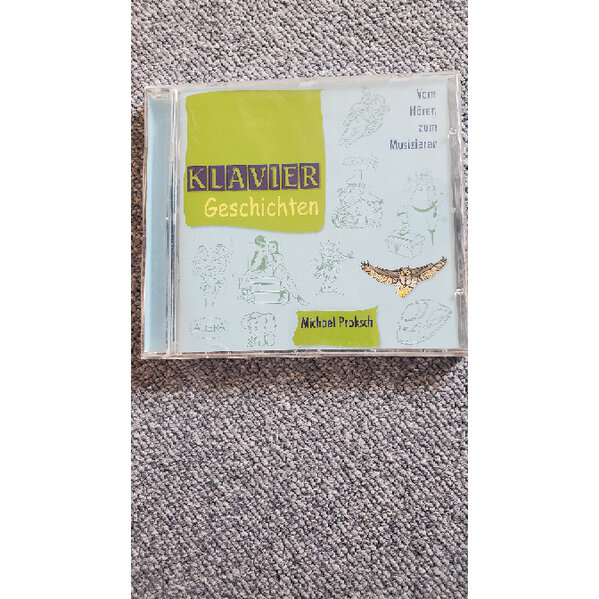 Vom
Hören
zum
Musizieren
KLAVIER
Geschichten
Michael Proksch